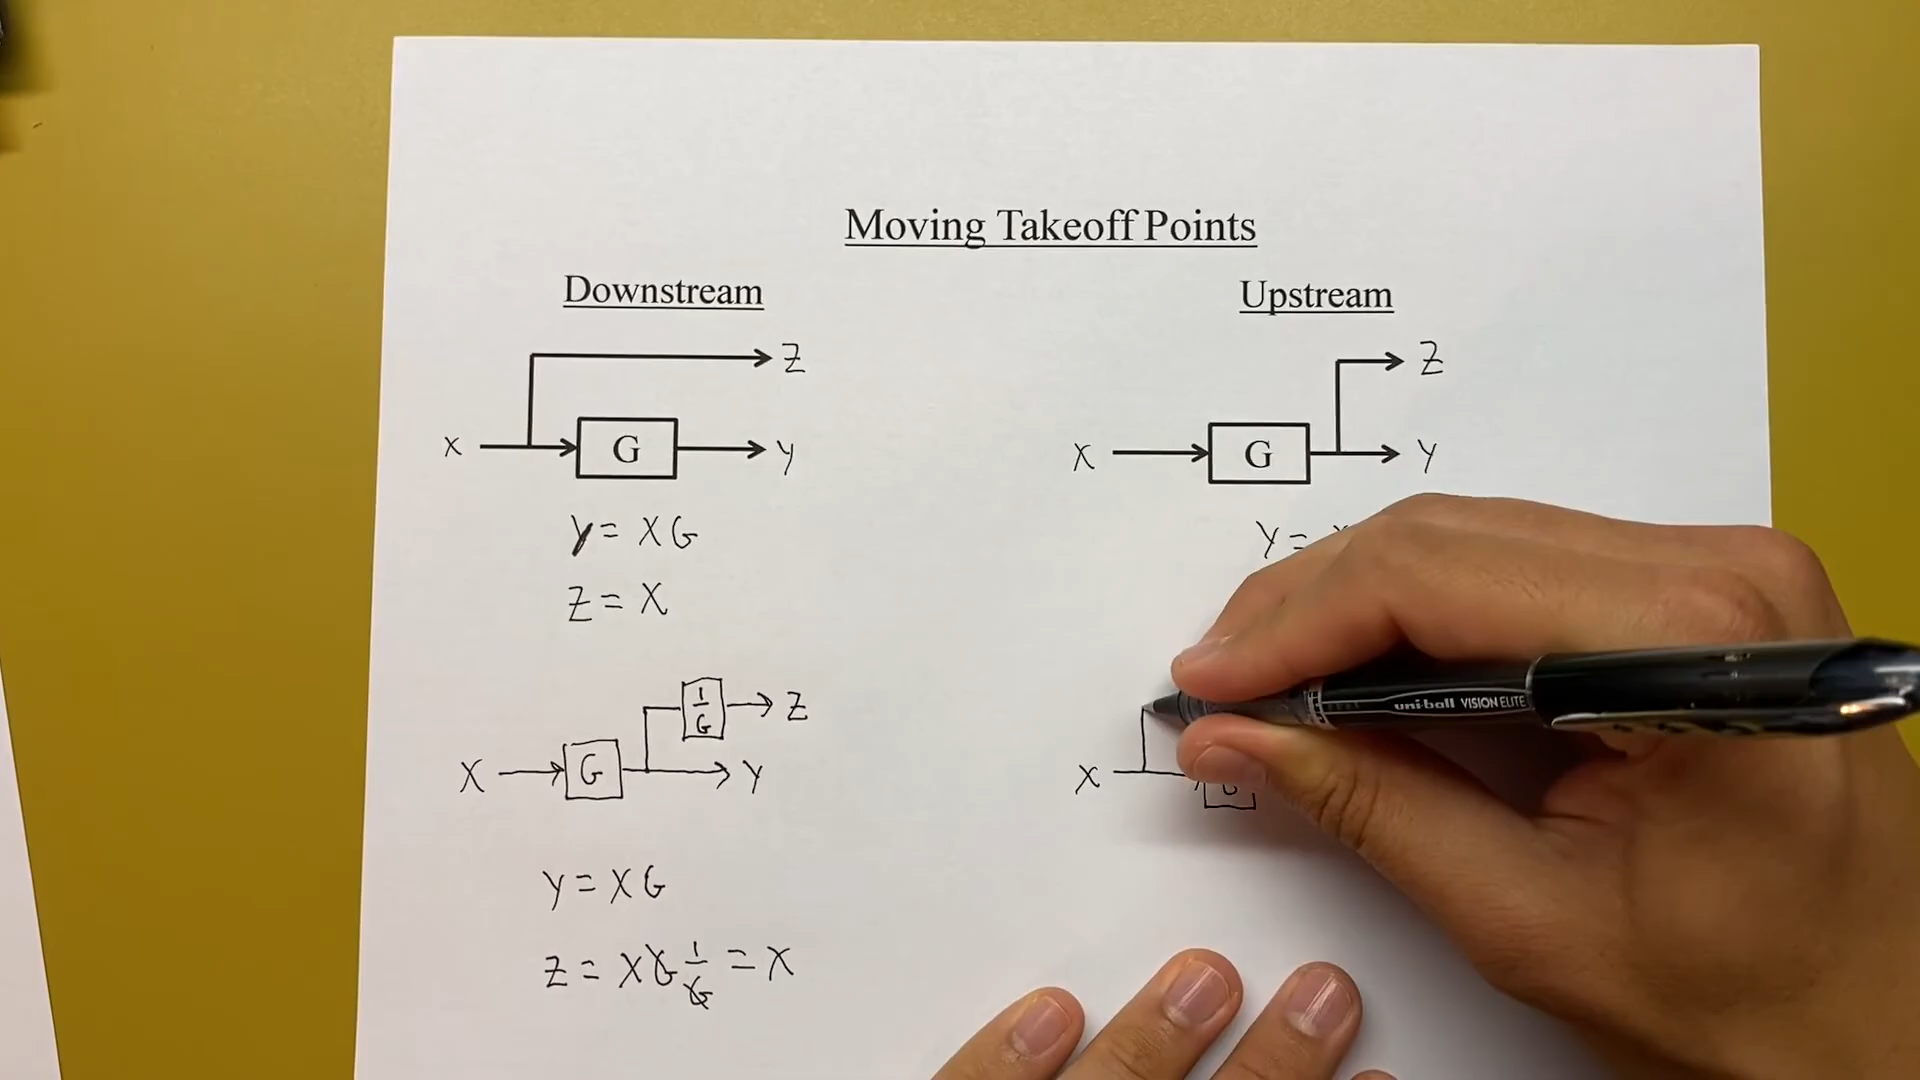 Moving Takeoff Points
Downstream
Z
X
G
Y
Y = XG
Z = X
1
G
Z
X
G
Y
Y = XG
Z = XG 1/G = X
Upstream
Z
X
G
Y
Y =
X
uni-ball VISION ELITE